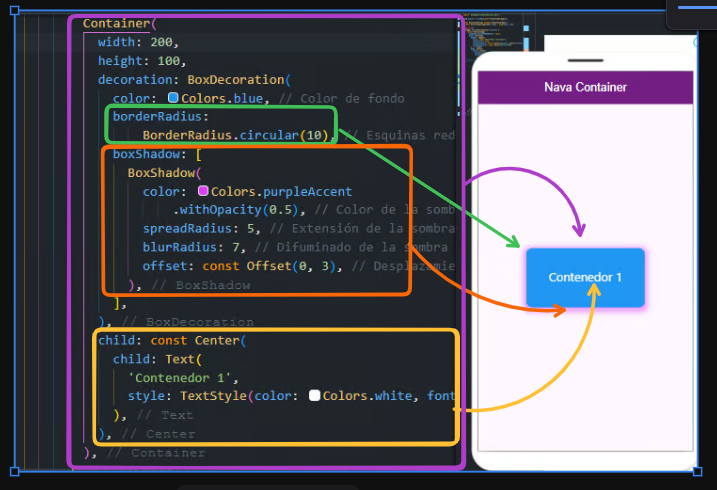 Container(
width: 200,
height: 100,
decoration: BoxDecoration(
color: Colors.blue, // Color de fondo
borderRadius:
BorderRadius.circular(10), // Esquinas red
boxShadow: [
BoxShadow(
color: Colors.purpleAccent
.withOpacity(0.5), // Color de la somb
spreadRadius: 5, // Extensión de la sombra
blurRadius: 7, // Difuminado de la sombra
offset: const Offset(0, 3), // Desplazamie
), // BoxShadow
],
), // BoxDecoration
child: const Center(
child: Text(
'Contenedor 1',
style: TextStyle(color: Colors.white, font
), // Text
), // Center
), // Container
Nava Container
Contenedor 1